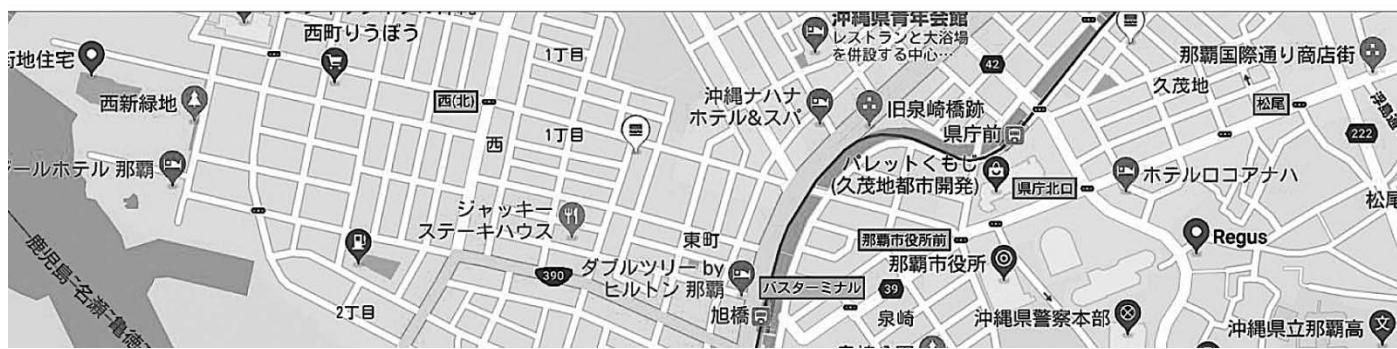 沖縄県青年会館
レストランと大浴場
を併設する中心…
西町りうぼう
1丁目
那覇国際通り商店街
街地住宅
42
久茂地
西新緑地
西(北)
沖縄ナハナ
ホテル&スパ
旧泉崎橋跡
松尾
222
1丁目
県庁前
西
パレットくもじ
(久茂地都市開発)
県庁北口
ホテルロコアナハ
ールホテル 那覇
松尾
ジャッキー
ステーキハウス
東町
那覇市役所前
Regus
那覇市役所
ダブルツリー by
ヒルトン 那覇
390
バスターミナル
39
2丁目
旭橋
泉崎
沖縄県警察本部
沖縄県立那覇高
鹿児島=名瀬=亀徳